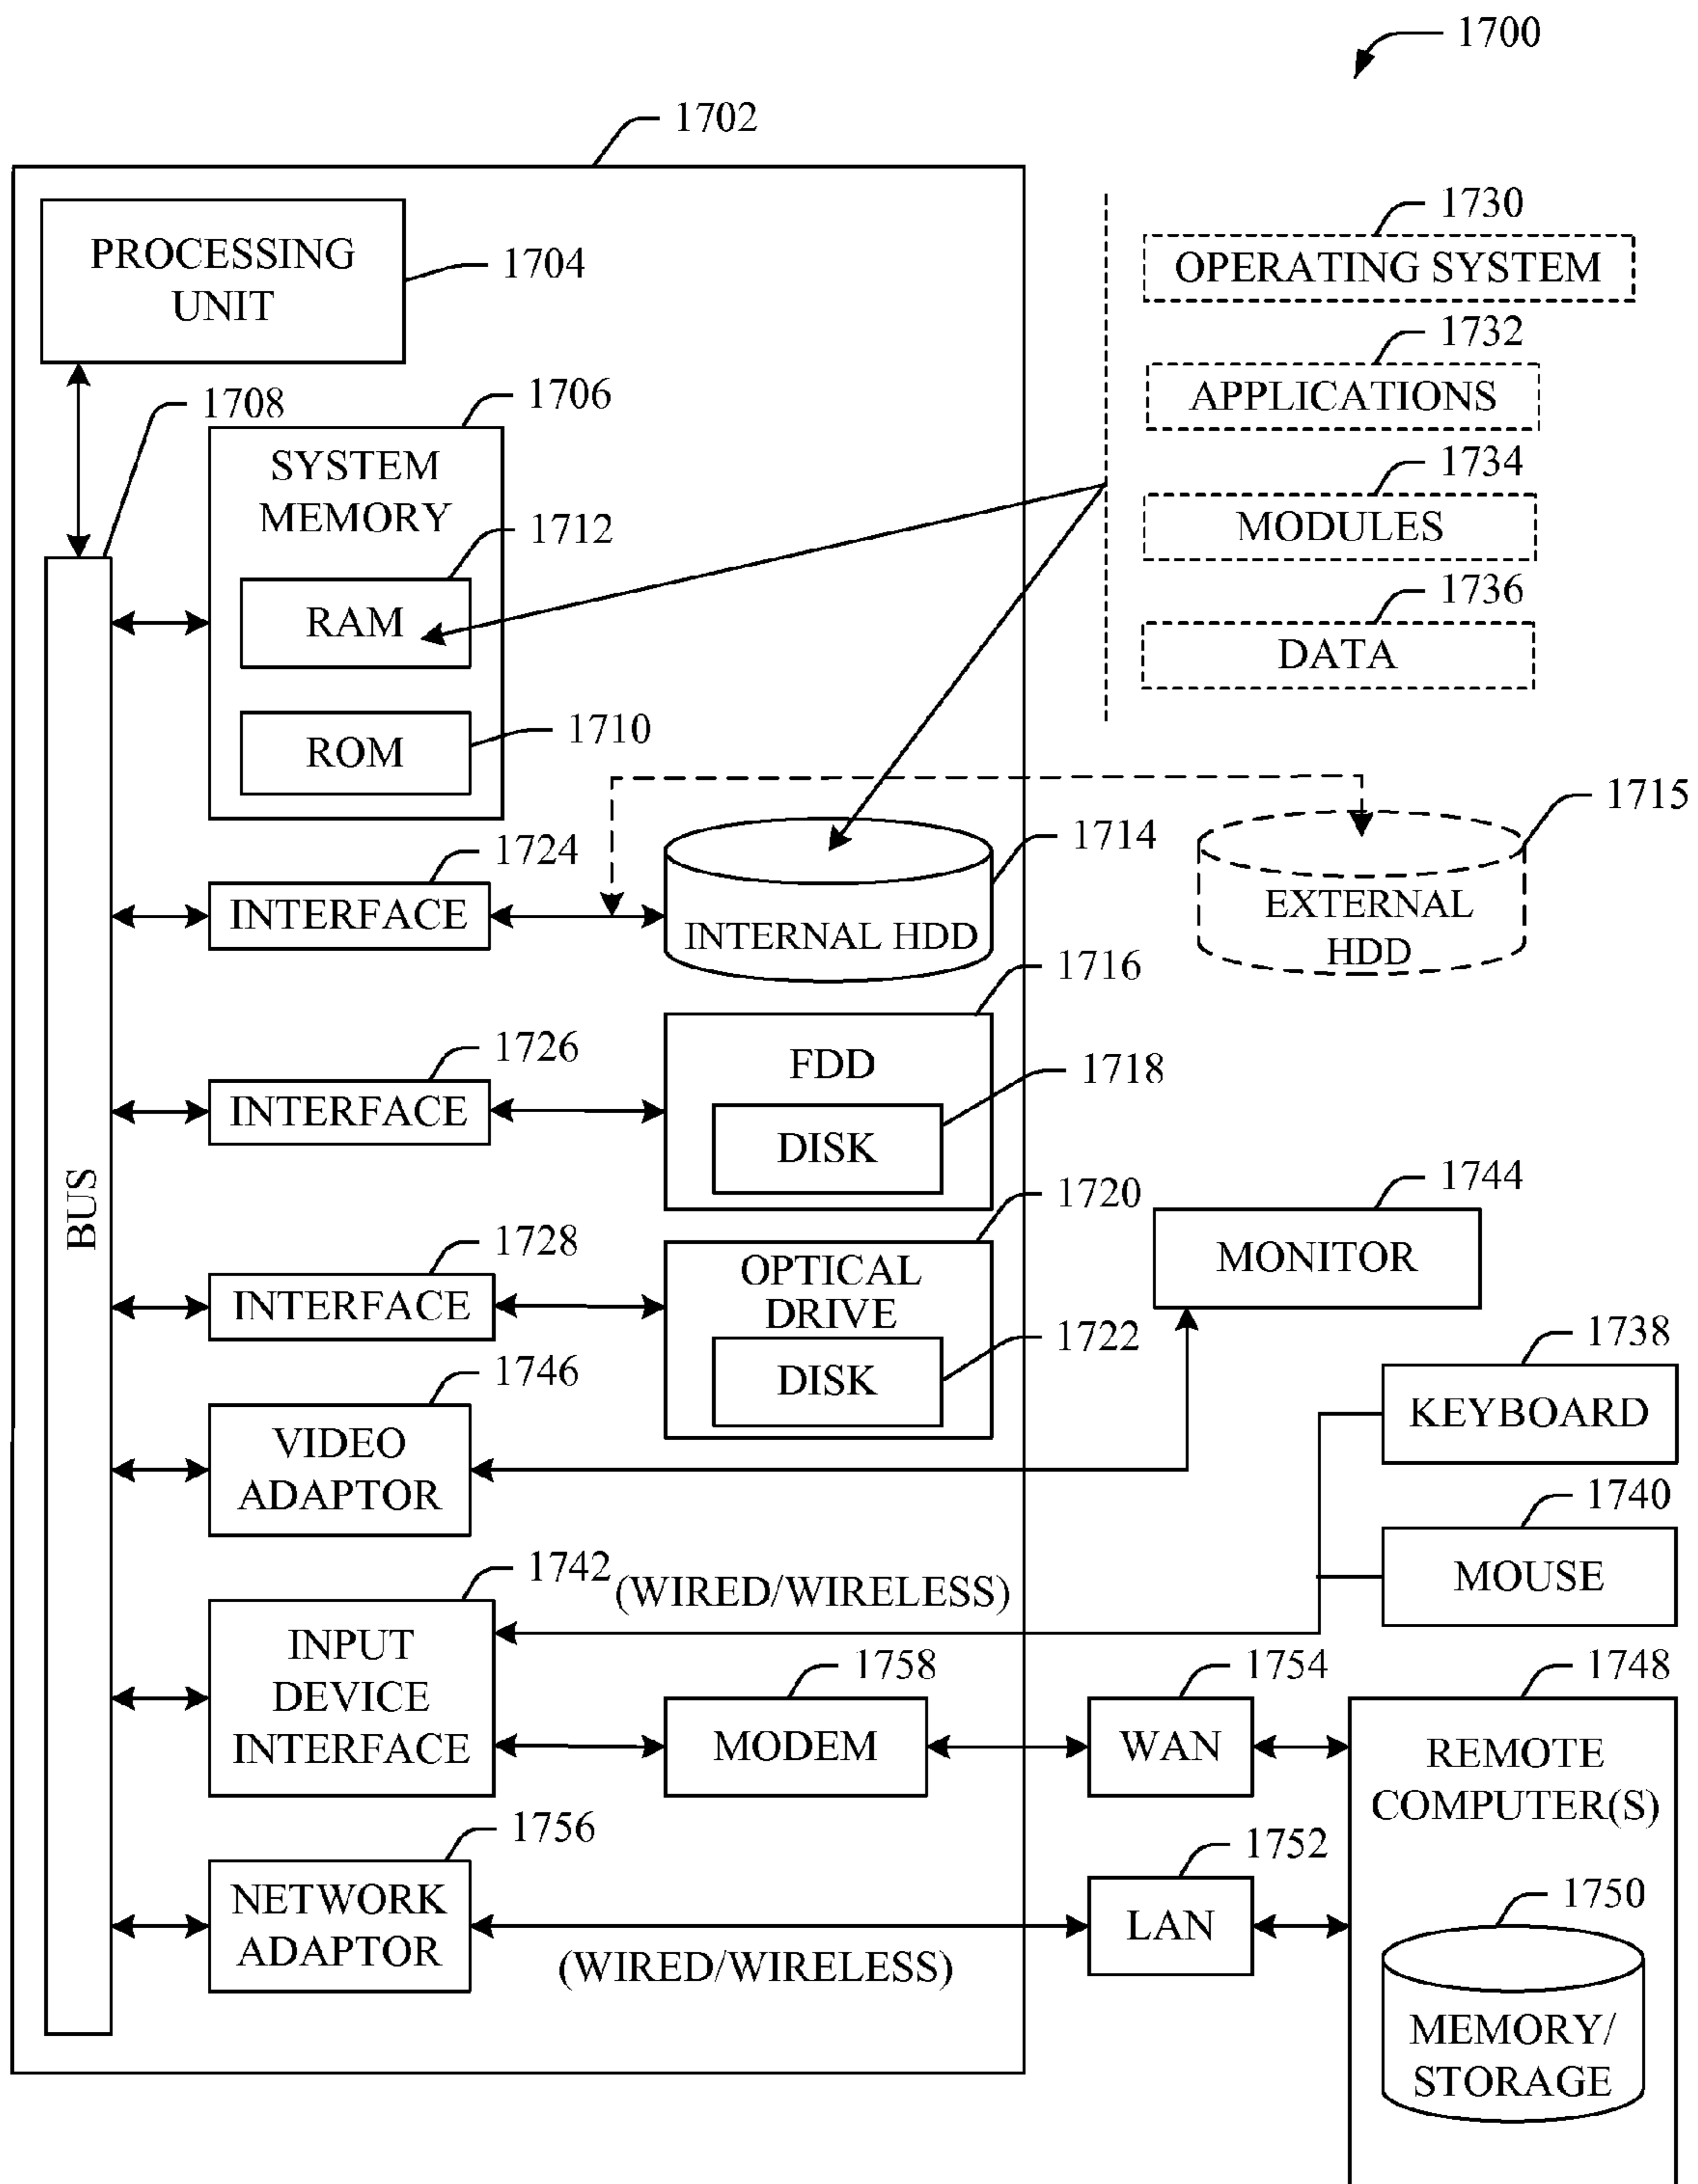 1700
1702
PROCESSING
UNIT
1704
1730
OPERATING SYSTEM
1732
APPLICATIONS
1734
MODULES
1736
DATA
1708
1706
SYSTEM
MEMORY
1712
RAM
1710
ROM
1715
EXTERNAL
HDD
1724
INTERFACE
1714
INTERNAL HDD
1716
FDD
1718
DISK
1726
INTERFACE
BUS
1728
INTERFACE
1720
OPTICAL
DRIVE
1722
DISK
1744
MONITOR
1738
KEYBOARD
1746
VIDEO
ADAPTOR
1740
MOUSE
1742
(WIRED/WIRELESS)
INPUT
DEVICE
INTERFACE
1758
MODEM
1754
WAN
1748
REMOTE
COMPUTER(S)
1756
NETWORK
ADAPTOR
(WIRED/WIRELESS)
1752
LAN
1750
MEMORY/
STORAGE